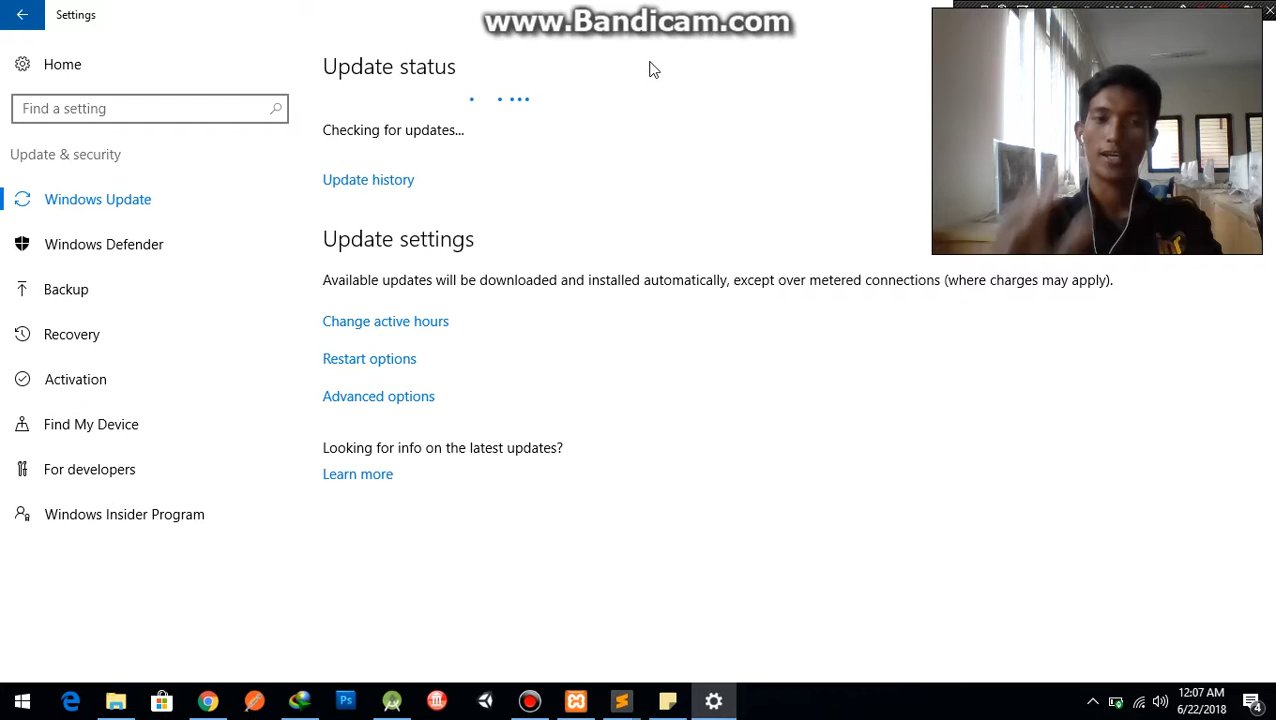 www.Bandicam.com
Settings
Home
Find a setting
Update & security
Windows Update
Windows Defender
Backup
Recovery
Activation
Find My Device
For developers
Windows Insider Program
Update status
Checking for updates...
Update history
Update settings
Available updates will be downloaded and installed automatically, except over metered connections (where charges may apply).
Change active hours
Restart options
Advanced options
Looking for info on the latest updates?
Learn more
Ps
12:07 AM
6/22/2018
4